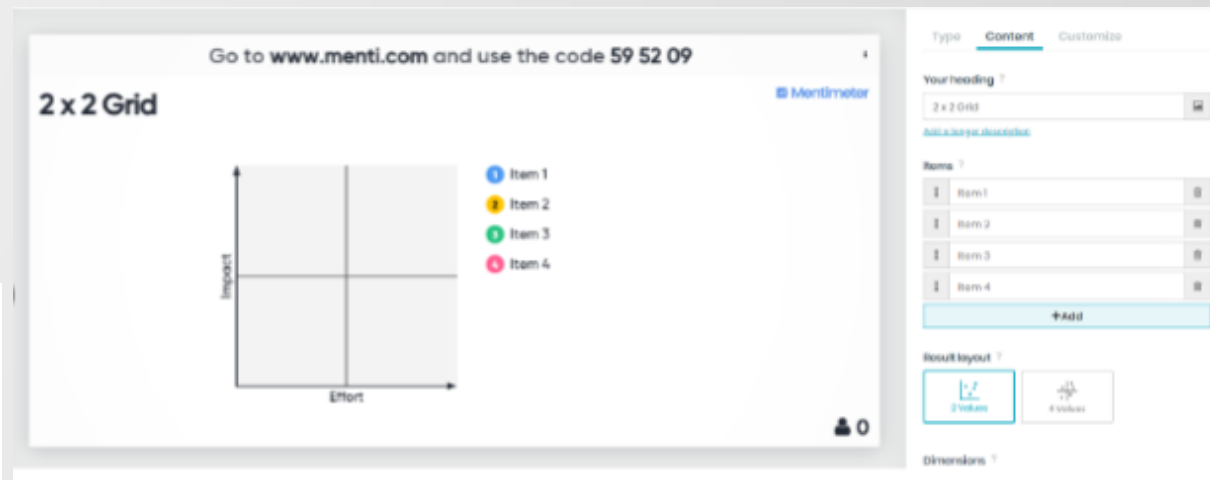 Go to www.menti.com and use the code 59 52 09
2 x 2 Grid
Mentimeter
Impact
Effort
1 Item 1
2 Item 2
3 Item 3
4 Item 4
0
Type Content Customize
Your heading ?
2 x 2 Grid
Add a longer description
Items ?
Item 1
Item 2
Item 3
Item 4
+Add
Result layout ?
2 Values
4 Values
Dimensions ?